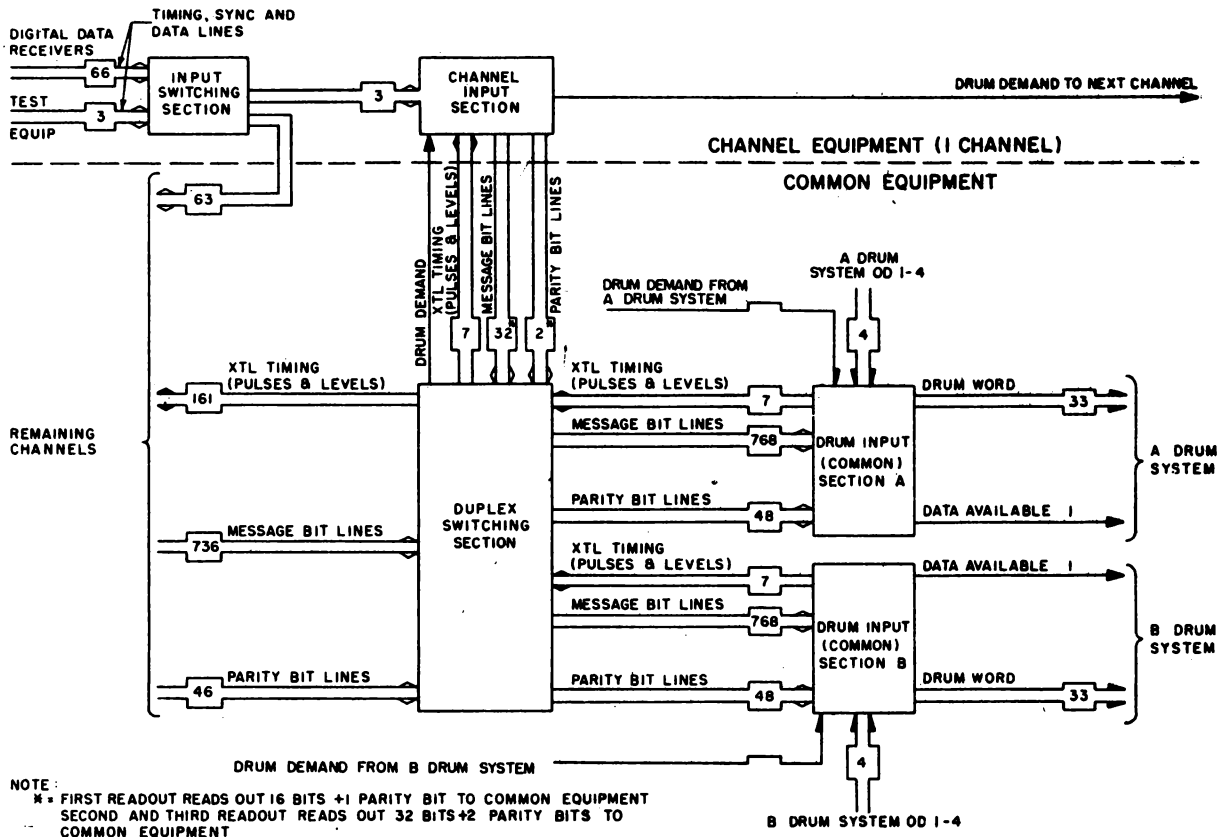 TIMING, SYNC AND
DATA LINES
DIGITAL DATA
RECEIVERS
66
TEST
3
EQUIP
INPUT
SWITCHING
SECTION
3
CHANNEL
INPUT
SECTION
DRUM DEMAND TO NEXT CHANNEL
CHANNEL EQUIPMENT (1 CHANNEL)
COMMON EQUIPMENT
63
DRUM DEMAND
XTL TIMING
(PULSES & LEVELS)
MESSAGE BIT LINES
PARITY BIT LINES
7
32*
2*
A DRUM
SYSTEM OD 1-4
DRUM DEMAND FROM
A DRUM SYSTEM
4
XTL TIMING
(PULSES & LEVELS)
161
REMAINING
CHANNELS
MESSAGE BIT LINES
736
PARITY BIT LINES
46
DUPLEX
SWITCHING
SECTION
XTL TIMING
(PULSES & LEVELS)
7
MESSAGE BIT LINES
768
PARITY BIT LINES
48
DRUM INPUT
(COMMON)
SECTION A
DRUM WORD
33
DATA AVAILABLE 1
A DRUM
SYSTEM
XTL TIMING
(PULSES & LEVELS)
7
MESSAGE BIT LINES
768
PARITY BIT LINES
48
DRUM INPUT
(COMMON)
SECTION B
DATA AVAILABLE 1
DRUM WORD
33
B DRUM
SYSTEM
DRUM DEMAND FROM B DRUM SYSTEM
4
B DRUM SYSTEM OD 1-4
NOTE:
* = FIRST READOUT READS OUT 16 BITS +1 PARITY BIT TO COMMON EQUIPMENT
SECOND AND THIRD READOUT READS OUT 32 BITS+2 PARITY BITS TO
COMMON EQUIPMENT